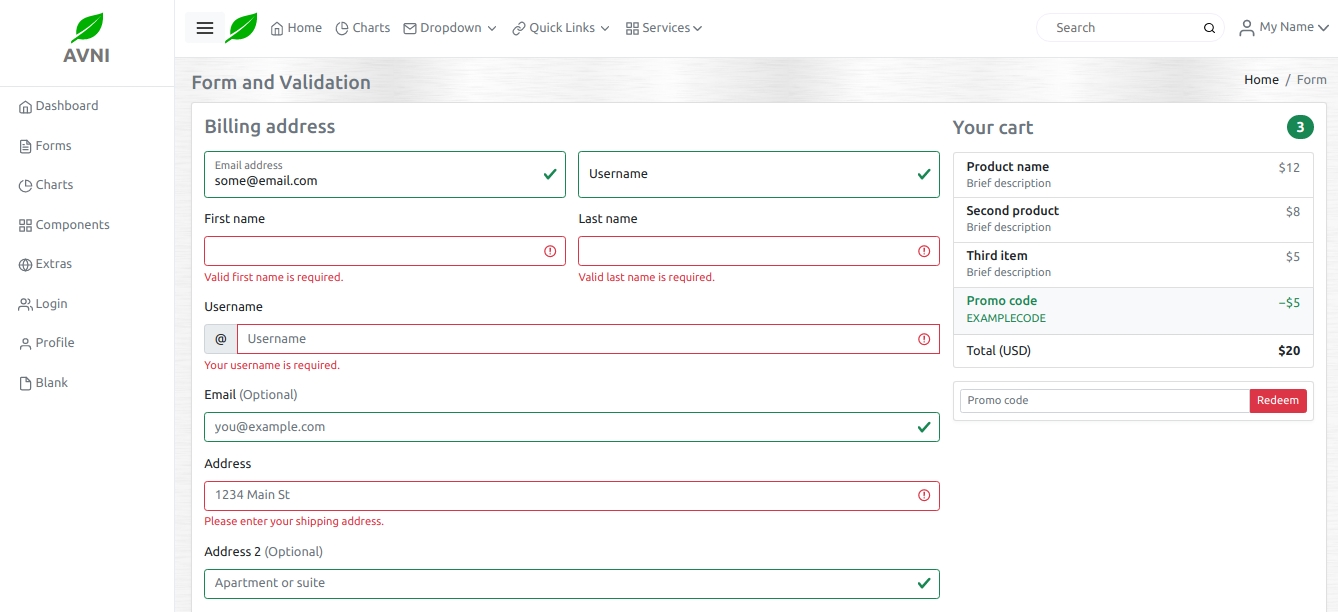 AVNI
Home Charts Dropdown Quick Links Services
Search
My Name
Dashboard
Forms
Charts
Components
Extras
Login
Profile
Blank
Form and Validation
Home / Form
Billing address
Email address
some@email.com
Username
First name
Last name
Valid first name is required.
Valid last name is required.
Username
@ Username
Your username is required.
Email (Optional)
you@example.com
Address
1234 Main St
Please enter your shipping address.
Address 2 (Optional)
Apartment or suite
Your cart 3
Product name $12
Brief description
Second product $8
Brief description
Third item $5
Brief description
Promo code −$5
EXAMPLECODE
Total (USD) $20
Promo code Redeem